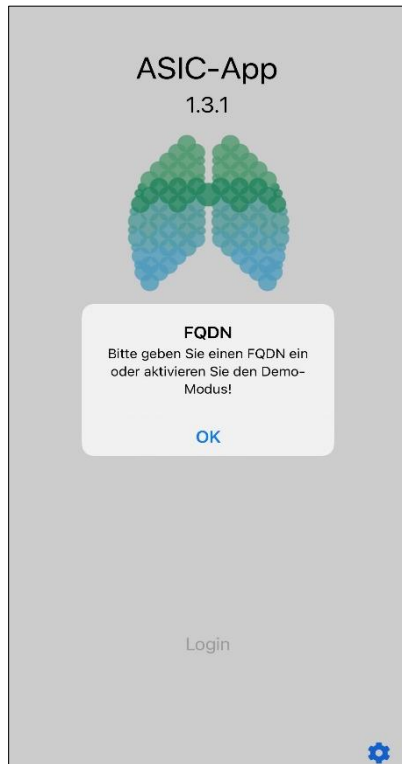 ASIC-App
1.3.1
FQDN
Bitte geben Sie einen FQDN ein
oder aktivieren Sie den Demo-
Modus!
OK
Login